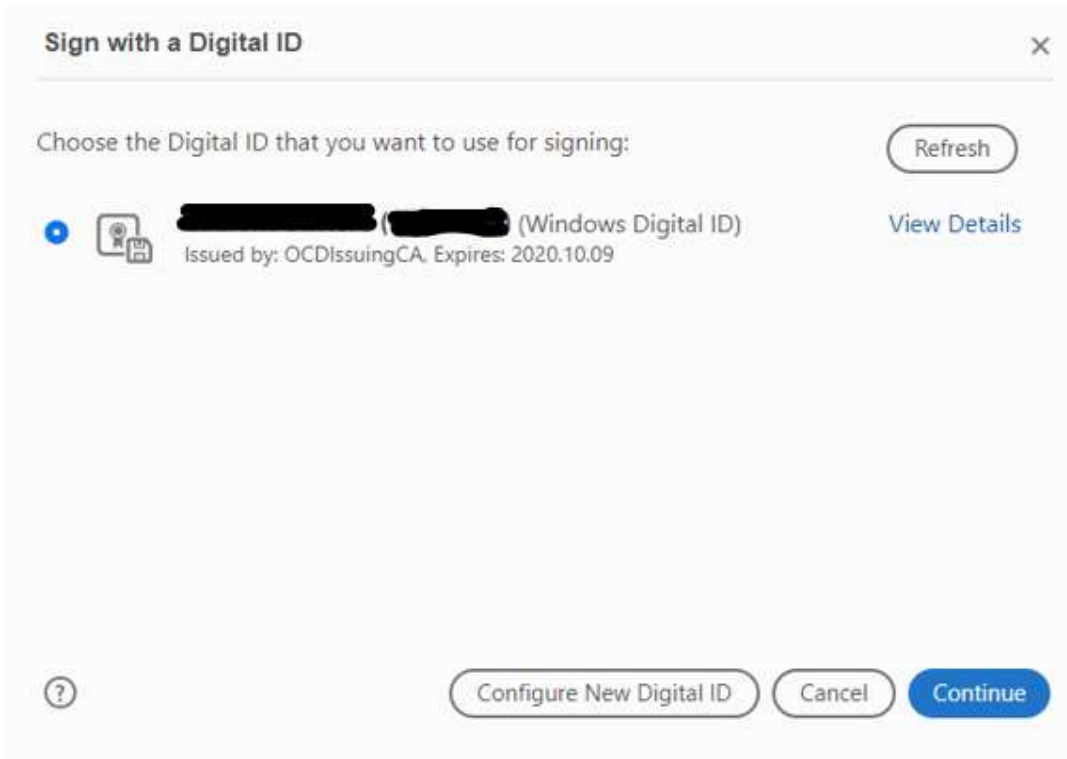 Sign with a Digital ID
Choose the Digital ID that you want to use for signing:
Refresh
( (Windows Digital ID)
View Details
Issued by: OCDIssuingCA, Expires: 2020.10.09
?
Configure New Digital ID
Cancel
Continue